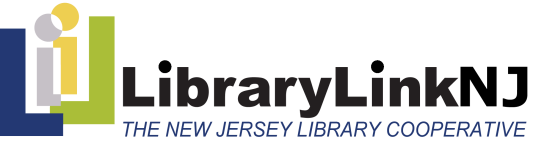 LibraryLinkNJ
THE NEW JERSEY LIBRARY COOPERATIVE